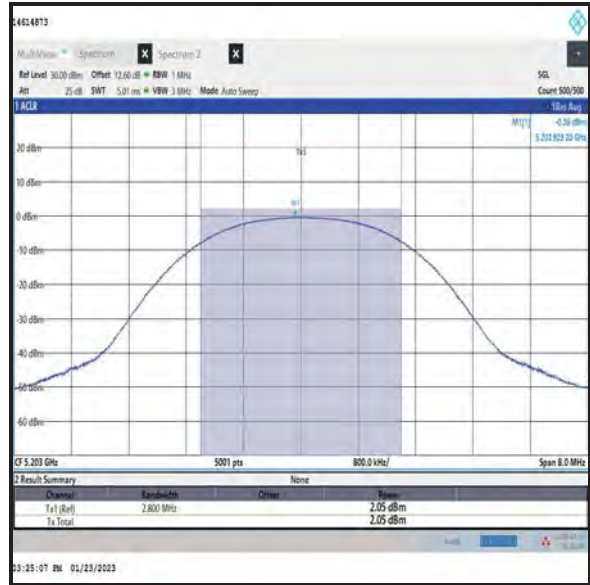 14614873
MultiView Spectrum X Spectrum 2 X
Ref Level 30.00 dBm Offset 12.60 dB RBW 1 MHz SGL
Att 25 dB SWT 5.01 ms VBW 3 MHz Mode Auto Sweep Count 500/500
1 ACLR 1Rm Avg
M1[1] -0.36 dBm
5.202 923 20 GHz
Tx1
20 dBm
10 dBm
M1
0 dBm
-10 dBm
-20 dBm
-30 dBm
-40 dBm
-50 dBm
-60 dBm
CF 5.203 GHz 5001 pts 800.0 kHz/ Span 8.0 MHz
2 Result Summary None
Channel Bandwidth Offset Power
Tx1 (Ref) 2.800 MHz 2.05 dBm
Tx Total 2.05 dBm
03:25:07 PM 01/23/2023